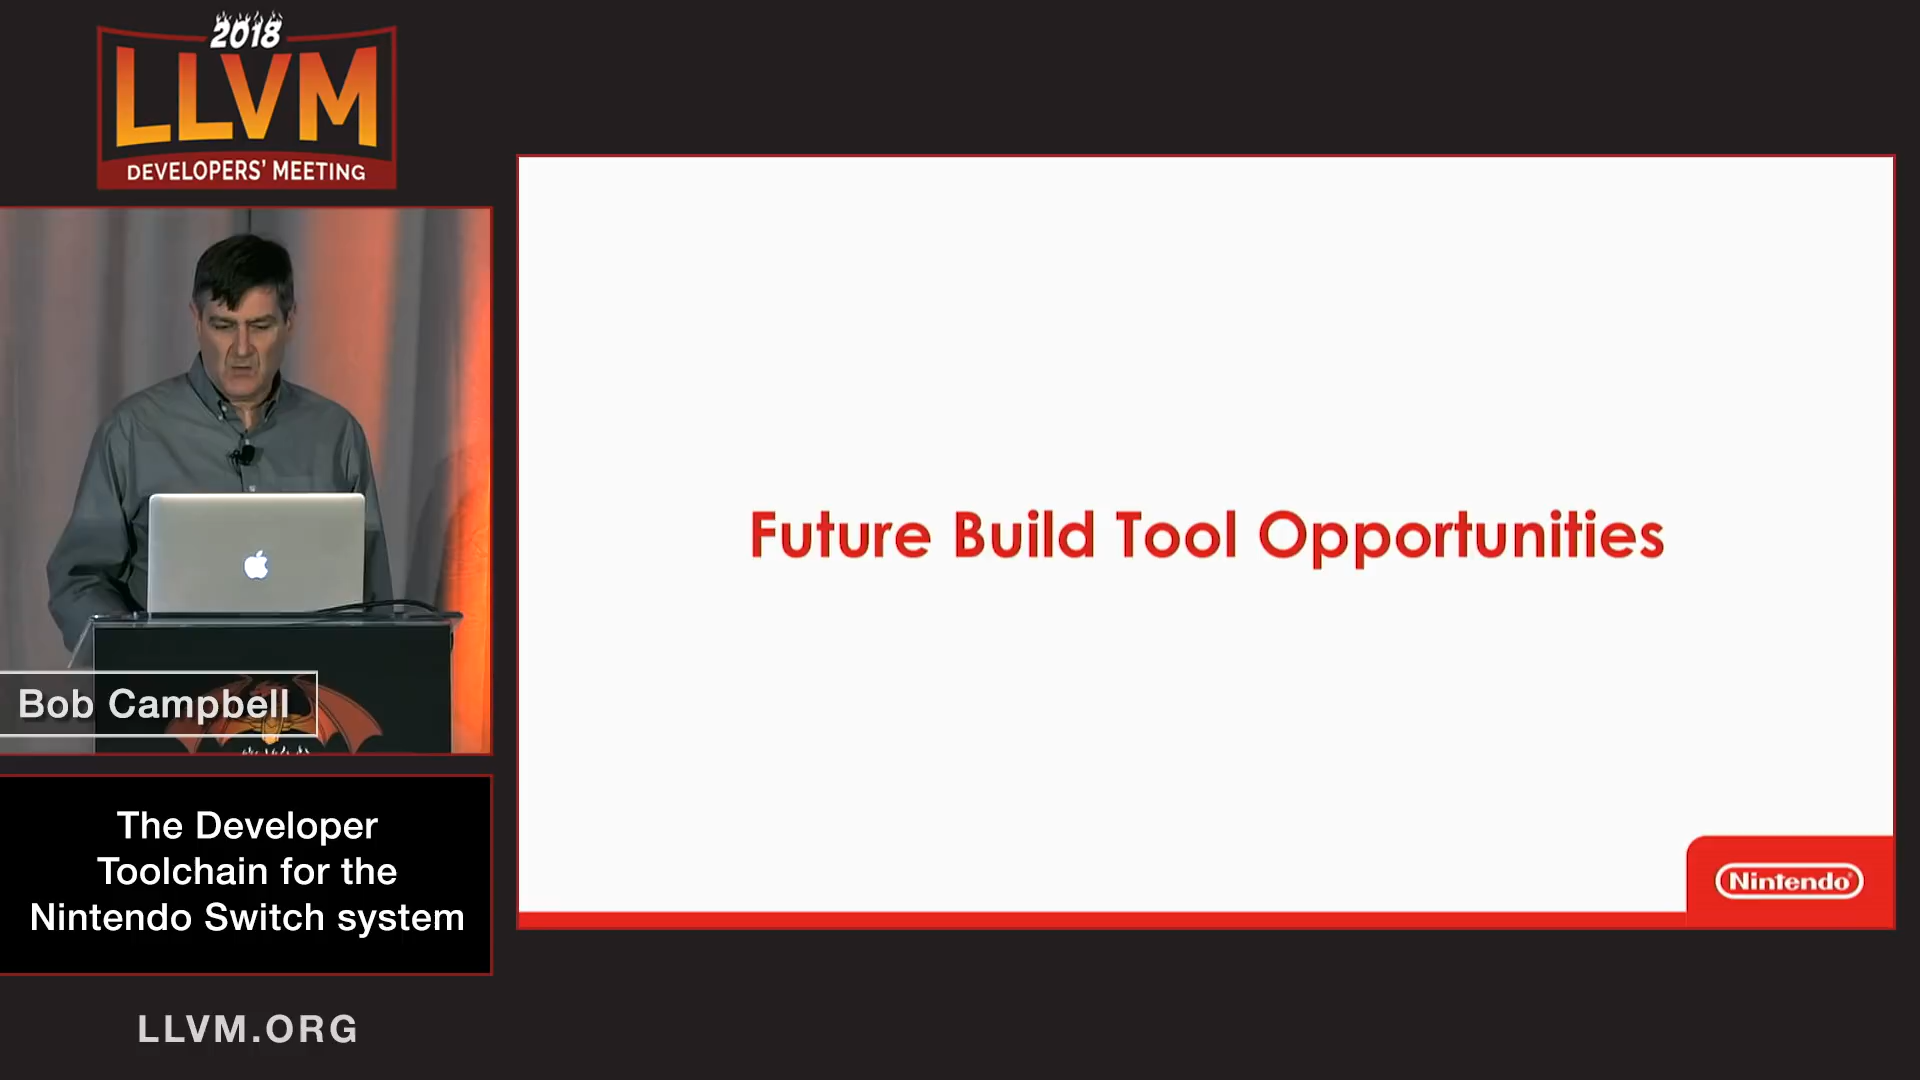 2018
LLVM
DEVELOPERS' MEETING
Future Build Tool Opportunities
Nintendo®
Bob Campbell
The Developer
Toolchain for the
Nintendo Switch system
LLVM.ORG